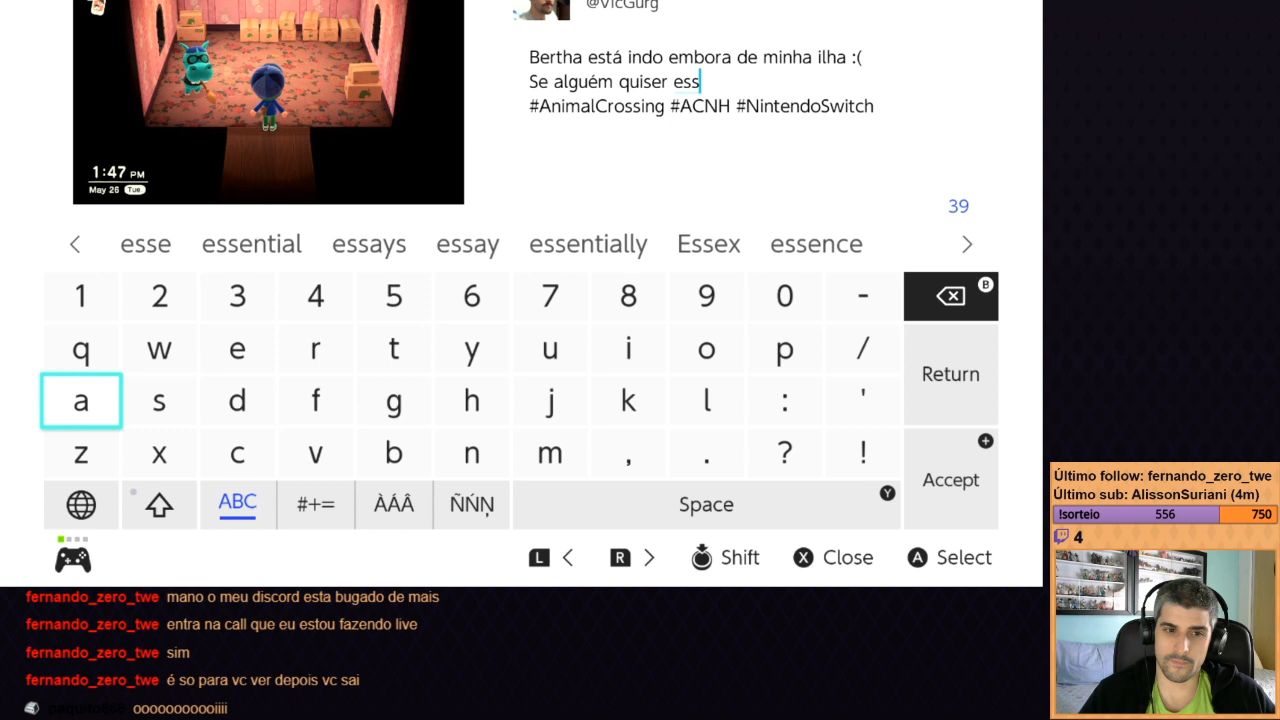 @VicGurg
Bertha está indo embora de minha ilha :(
Se alguém quiser ess
#AnimalCrossing #ACNH #NintendoSwitch
1:47 PM
May 26 Tue
39
esse essential essays essay essentially Essex essence
1 2 3 4 5 6 7 8 9 0 - B
q w e r t y u i o p /
Return
a s d f g h j k l : '
z x c v b n m , . ? !
Accept
ABC #+= ÀÁÂ ÑŃŅ Space Y
L R Shift X Close A Select
fernando_zero_twe mano o meu discord esta bugado de mais
fernando_zero_twe entra na call que eu estou fazendo live
fernando_zero_twe sim
fernando_zero_twe é so para vc ver depois vc sai
oooooooooiiii
Último follow: fernando_zero_twe
Último sub: AlissonSuriani (4m)
!sorteio 556 750
4